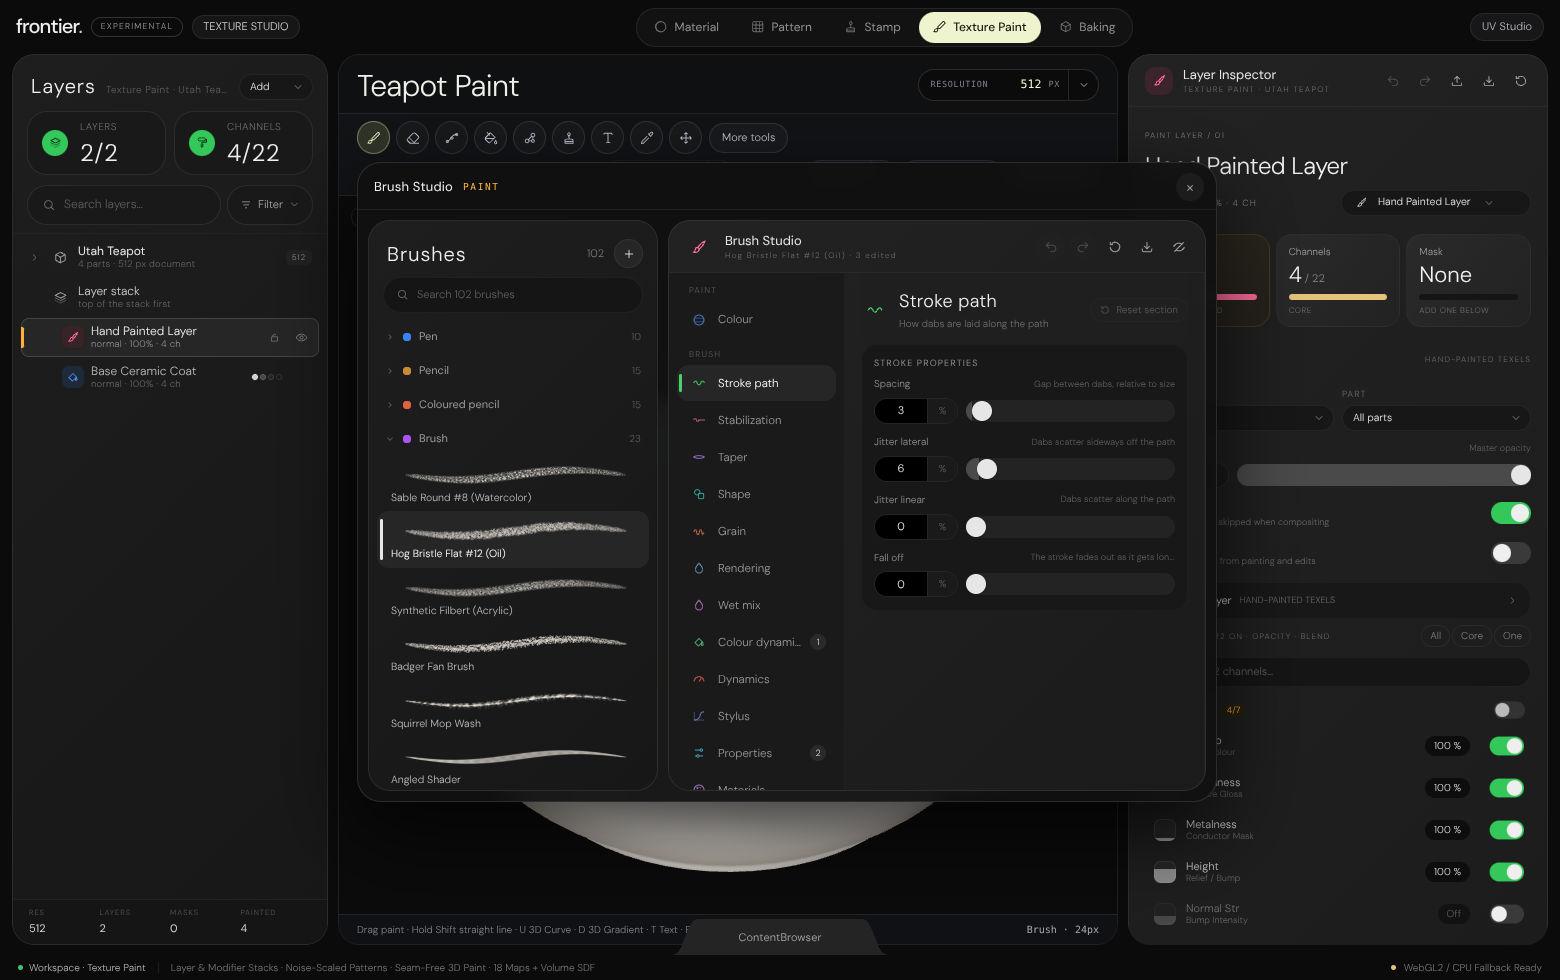 frontier.
EXPERIMENTAL
TEXTURE STUDIO
Material
Pattern
Stamp
Texture Paint
Baking
UV Studio
Layers
Texture Paint · Utah Tea...
Add
LAYERS
2/2
CHANNELS
4/22
Search layers...
Filter
Utah Teapot
4 parts · 512 px document
512
Layer stack
top of the stack first
Hand Painted Layer
normal · 100% · 4 ch
Base Ceramic Coat
normal · 100% · 4 ch
RES
512
LAYERS
2
MASKS
0
PAINTED
4
Teapot Paint
RESOLUTION 512 PX
More tools
Brush Studio PAINT
×
Brushes
102
+
Search 102 brushes
Pen 10
Pencil 15
Coloured pencil 15
Brush 23
Sable Round #8 (Watercolor)
Hog Bristle Flat #12 (Oil)
Synthetic Filbert (Acrylic)
Badger Fan Brush
Squirrel Mop Wash
Angled Shader
Brush Studio
Hog Bristle Flat #12 (Oil) · 3 edited
PAINT
Colour
BRUSH
Stroke path
Stabilization
Taper
Shape
Grain
Rendering
Wet mix
Colour dynami... 1
Dynamics
Stylus
Properties 2
Materials
Stroke path
How dabs are laid along the path
Reset section
STROKE PROPERTIES
Spacing
Gap between dabs, relative to size
3 %
Jitter lateral
Dabs scatter sideways off the path
6 %
Jitter linear
Dabs scatter along the path
0 %
Fall off
The stroke fades out as it gets lon...
0 %
Drag paint · Hold Shift straight line · U 3D Curve · D 3D Gradient · T Text ·
ContentBrowser
Brush · 24px
Layer Inspector
TEXTURE PAINT · UTAH TEAPOT
PAINT LAYER / 01
Hand Painted Layer
% · 4 CH
Hand Painted Layer
Channels
4 / 22
CORE
Mask
None
ADD ONE BELOW
HAND-PAINTED TEXELS
PART
All parts
Master opacity
skipped when compositing
from painting and edits
yer HAND-PAINTED TEXELS
22 ON · OPACITY · BLEND
All
Core
One
channels...
4/7
100 %
100 %
Metalness
Conductor Mask
100 %
Height
Relief / Bump
100 %
Normal Str
Bump Intensity
Off
Workspace · Texture Paint
Layer & Modifier Stacks · Noise-Scaled Patterns · Seam-Free 3D Paint · 18 Maps + Volume SDF
WebGL2 / CPU Fallback Ready